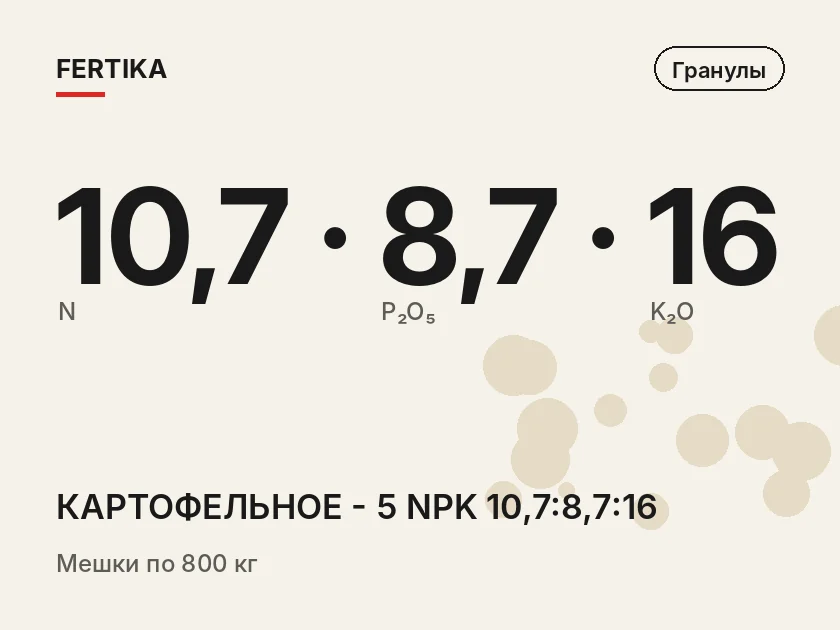 FERTIKA
Гранулы
10,7 · 8,7 · 16
N P₂O₅ K₂O
КАРТОФЕЛЬНОЕ - 5 NPK 10,7:8,7:16
Мешки по 800 кг